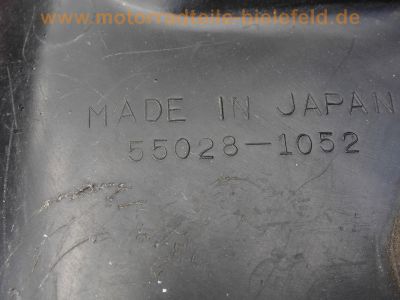 www.motorradteile-bielefeld.de
MADE IN JAPAN
55028-1052